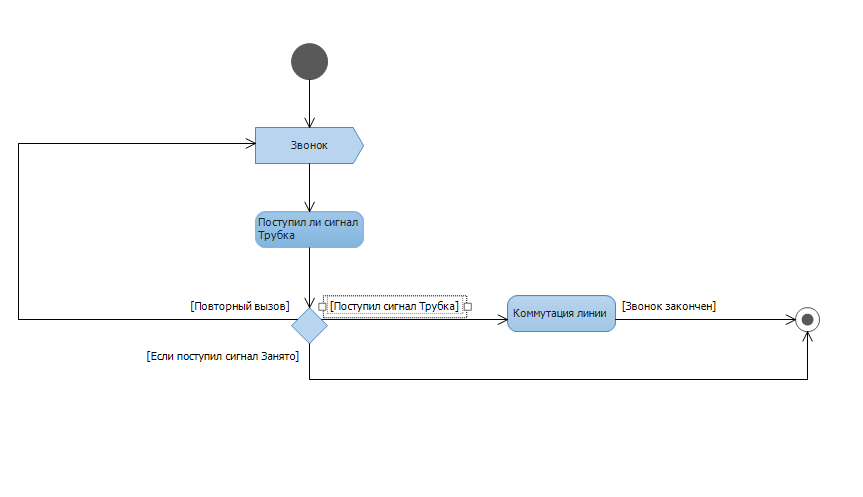 Звонок
Поступил ли сигнал
Трубка
[Повторный вызов]
[Поступил сигнал Трубка]
Коммутация линии
[Звонок закончен]
[Если поступил сигнал Занято]